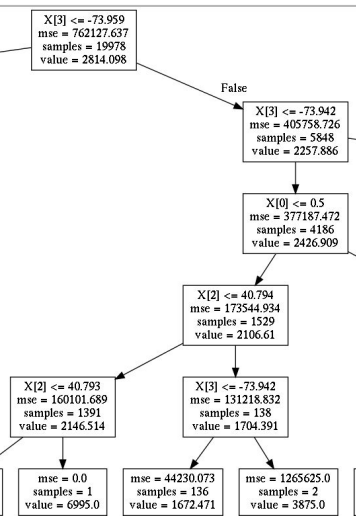 X[3] <= -73.959
mse = 762127.637
samples = 19978
value = 2814.098
False
X[3] <= -73.942
mse = 405758.726
samples = 5848
value = 2257.886
X[0] <= 0.5
mse = 377187.472
samples = 4186
value = 2426.909
X[2] <= 40.794
mse = 173544.934
samples = 1529
value = 2106.61
X[2] <= 40.793
mse = 160101.689
samples = 1391
value = 2146.514
X[3] <= -73.942
mse = 131218.832
samples = 138
value = 1704.391
mse = 0.0
samples = 1
value = 6995.0
mse = 44230.073
samples = 136
value = 1672.471
mse = 1265625.0
samples = 2
value = 3875.0